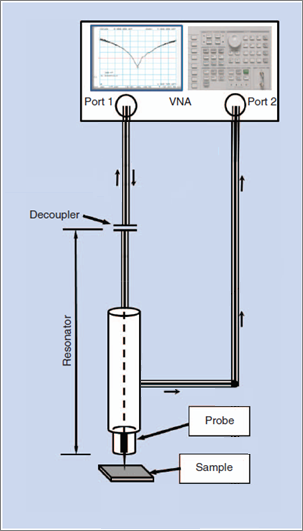 Port 1 VNA Port 2
Decoupler
Resonator
Probe
Sample